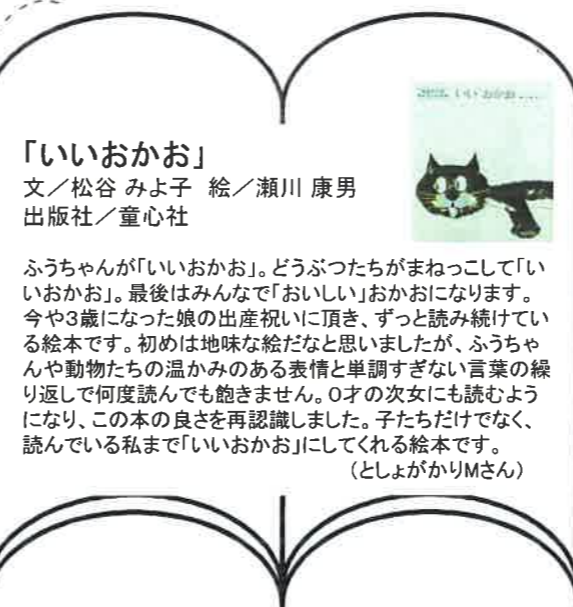 いいおかお
「いいおかお」
文／松谷 みよ子 絵／瀬川 康男
出版社／童心社
ふうちゃんが「いいおかお」。どうぶつたちがまねっこして「い
いおかお」。最後はみんなで「おいしい」おかおになります。
今や3歳になった娘の出産祝いに頂き、ずっと読み続けてい
る絵本です。初めは地味な絵だなと思いましたが、ふうちゃ
んや動物たちの温かみのある表情と単調すぎない言葉の繰
り返しで何度読んでも飽きません。0才の次女にも読むよう
になり、この本の良さを再認識しました。子たちだけでなく、
読んでいる私まで「いいおかお」にしてくれる絵本です。
（としょがかりMさん）